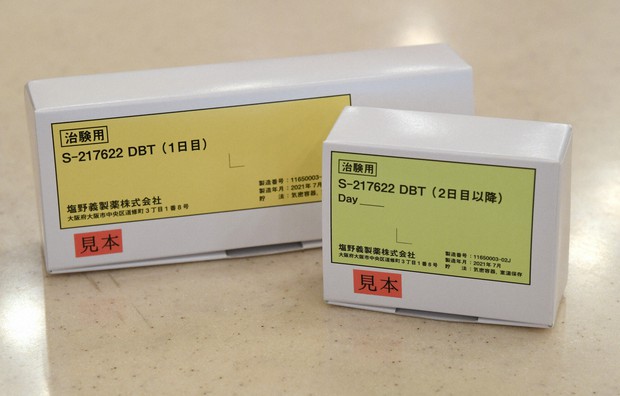 治験用
S-217622 DBT（1日目）
塩野義製薬株式会社
大阪府大阪市中央区道修町3丁目1番8号
製造番号：11650003-
製造年月：2021年7月
貯　法：気密容器、
見本
治験用
S-217622 DBT（2日目以降）
Day
塩野義製薬株式会社
大阪府大阪市中央区道修町3丁目1番8号
製造番号：11650003-03J
製造年月：2021年7月
貯　法：気密容器、室温保存
見本